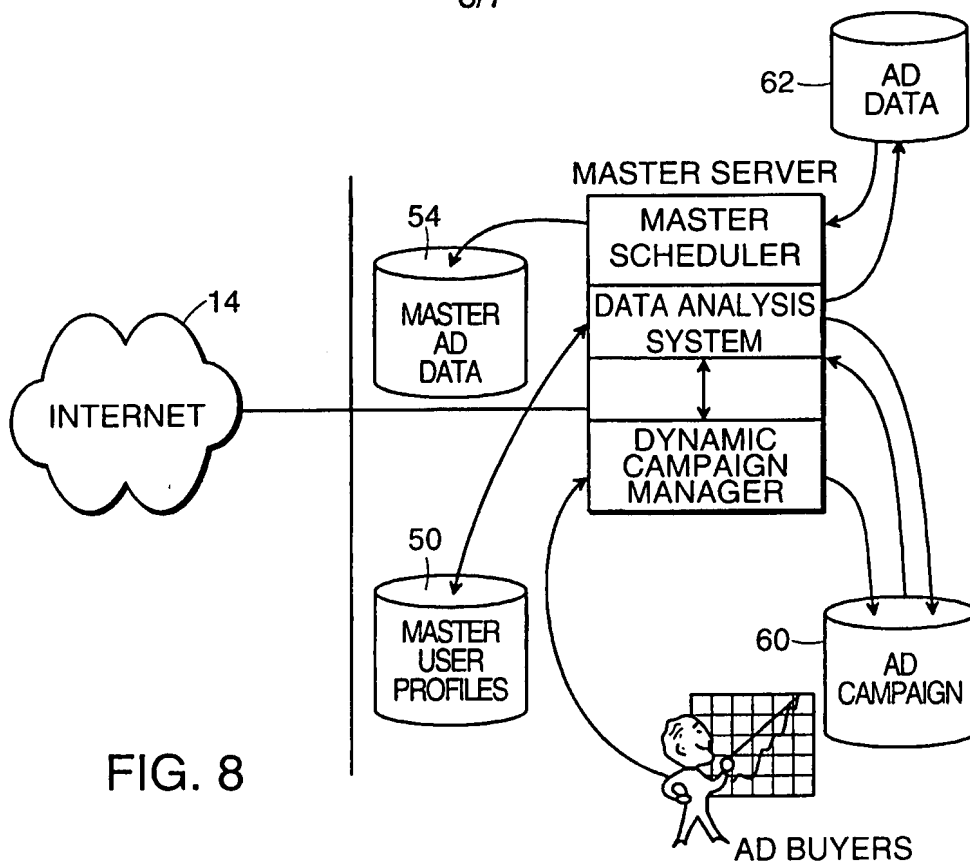 62
AD
DATA
MASTER SERVER
MASTER
SCHEDULER
54
MASTER
AD
DATA
DATA ANALYSIS
SYSTEM
14
INTERNET
DYNAMIC
CAMPAIGN
MANAGER
50
MASTER
USER
PROFILES
60
AD
CAMPAIGN
FIG. 8
AD BUYERS